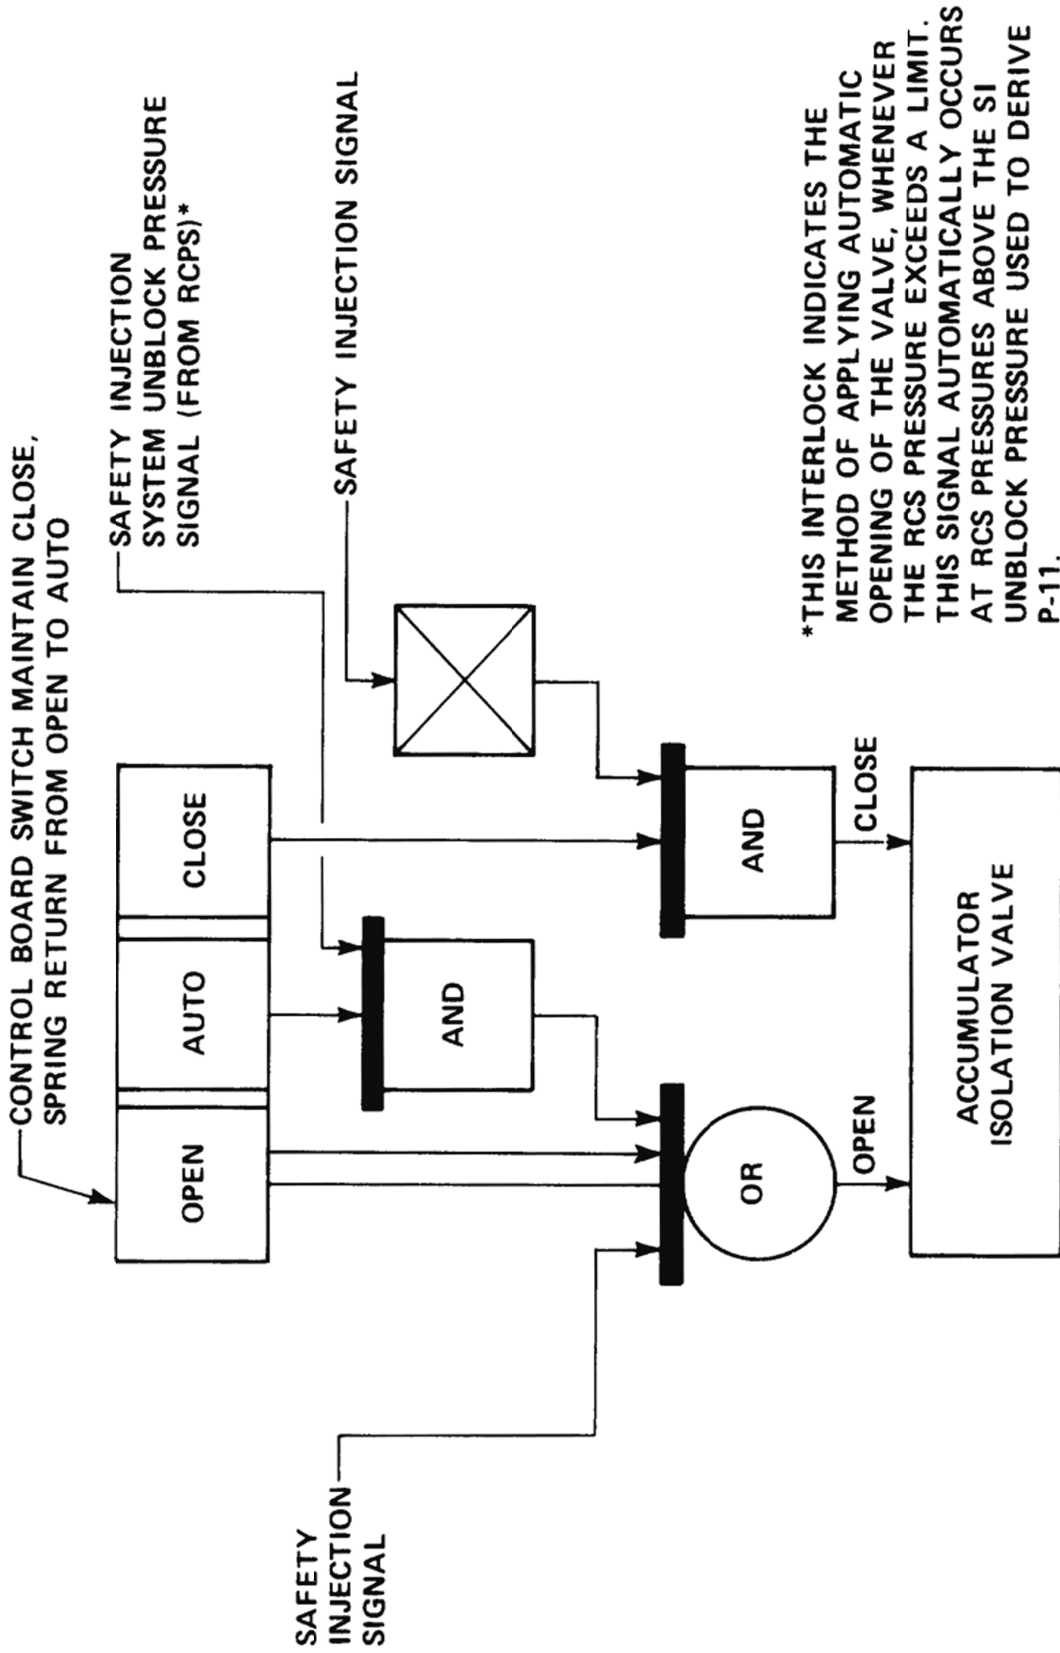 CONTROL BOARD SWITCH MAINTAIN CLOSE,
SPRING RETURN FROM OPEN TO AUTO
SAFETY INJECTION
SYSTEM UNBLOCK PRESSURE
SIGNAL (FROM RCPS)*
SAFETY INJECTION SIGNAL
OPEN
AUTO
CLOSE
SAFETY
INJECTION
SIGNAL
AND
OR
AND
OPEN
CLOSE
ACCUMULATOR
ISOLATION VALVE
*THIS INTERLOCK INDICATES THE
METHOD OF APPLYING AUTOMATIC
OPENING OF THE VALVE, WHENEVER
THE RCS PRESSURE EXCEEDS A LIMIT.
THIS SIGNAL AUTOMATICALLY OCCURS
AT RCS PRESSURES ABOVE THE SI
UNBLOCK PRESSURE USED TO DERIVE
P-11.